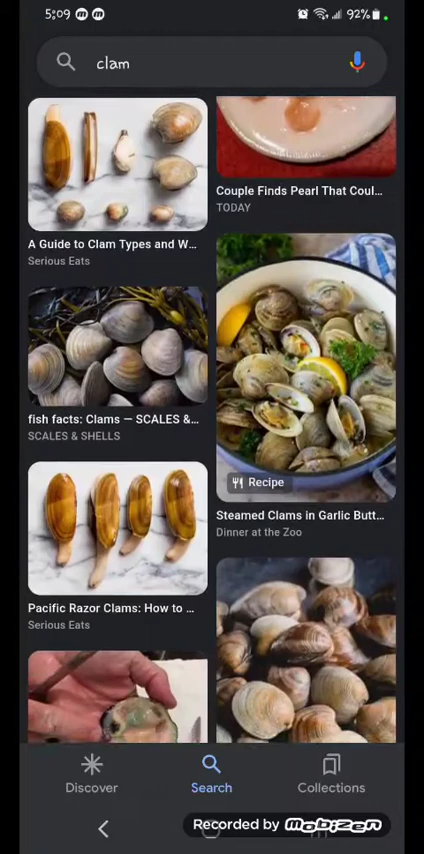 5:09
92%
clam
A Guide to Clam Types and W...
Serious Eats
Couple Finds Pearl That Coul...
TODAY
fish facts: Clams — SCALES &...
SCALES & SHELLS
Recipe
Steamed Clams in Garlic Butt...
Dinner at the Zoo
Pacific Razor Clams: How to ...
Serious Eats
Discover
Search
Collections
Recorded by MOBIZEN